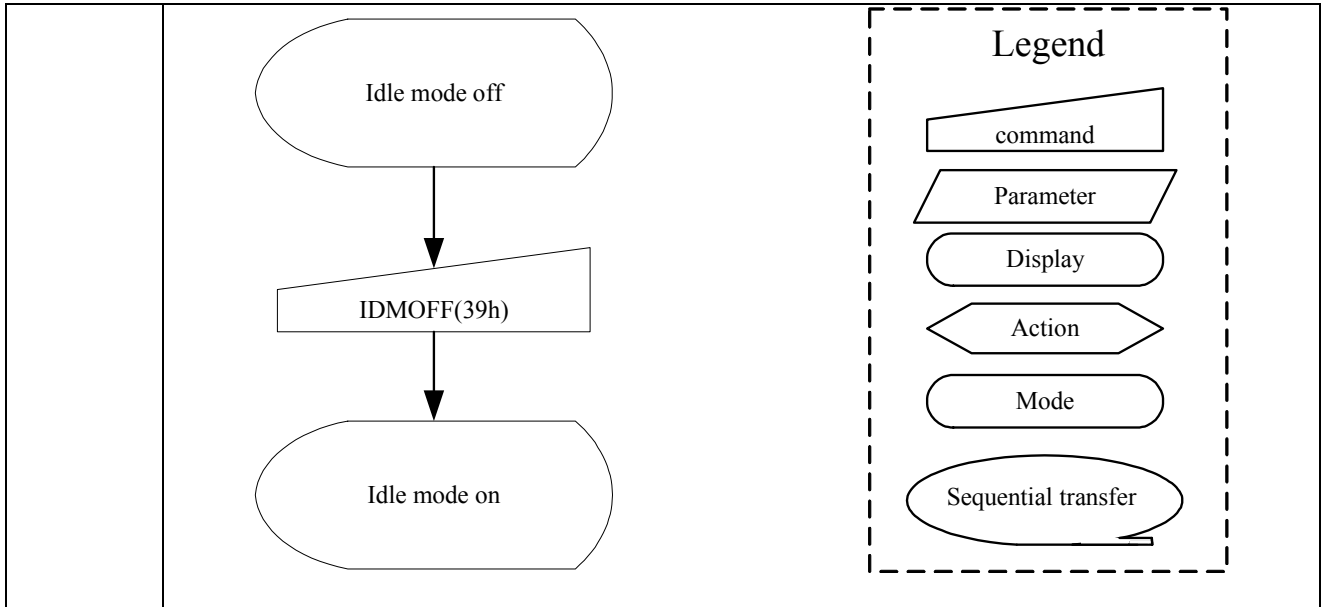 Idle mode off
IDMOFF(39h)
Idle mode on
Legend
command
Parameter
Display
Action
Mode
Sequential transfer